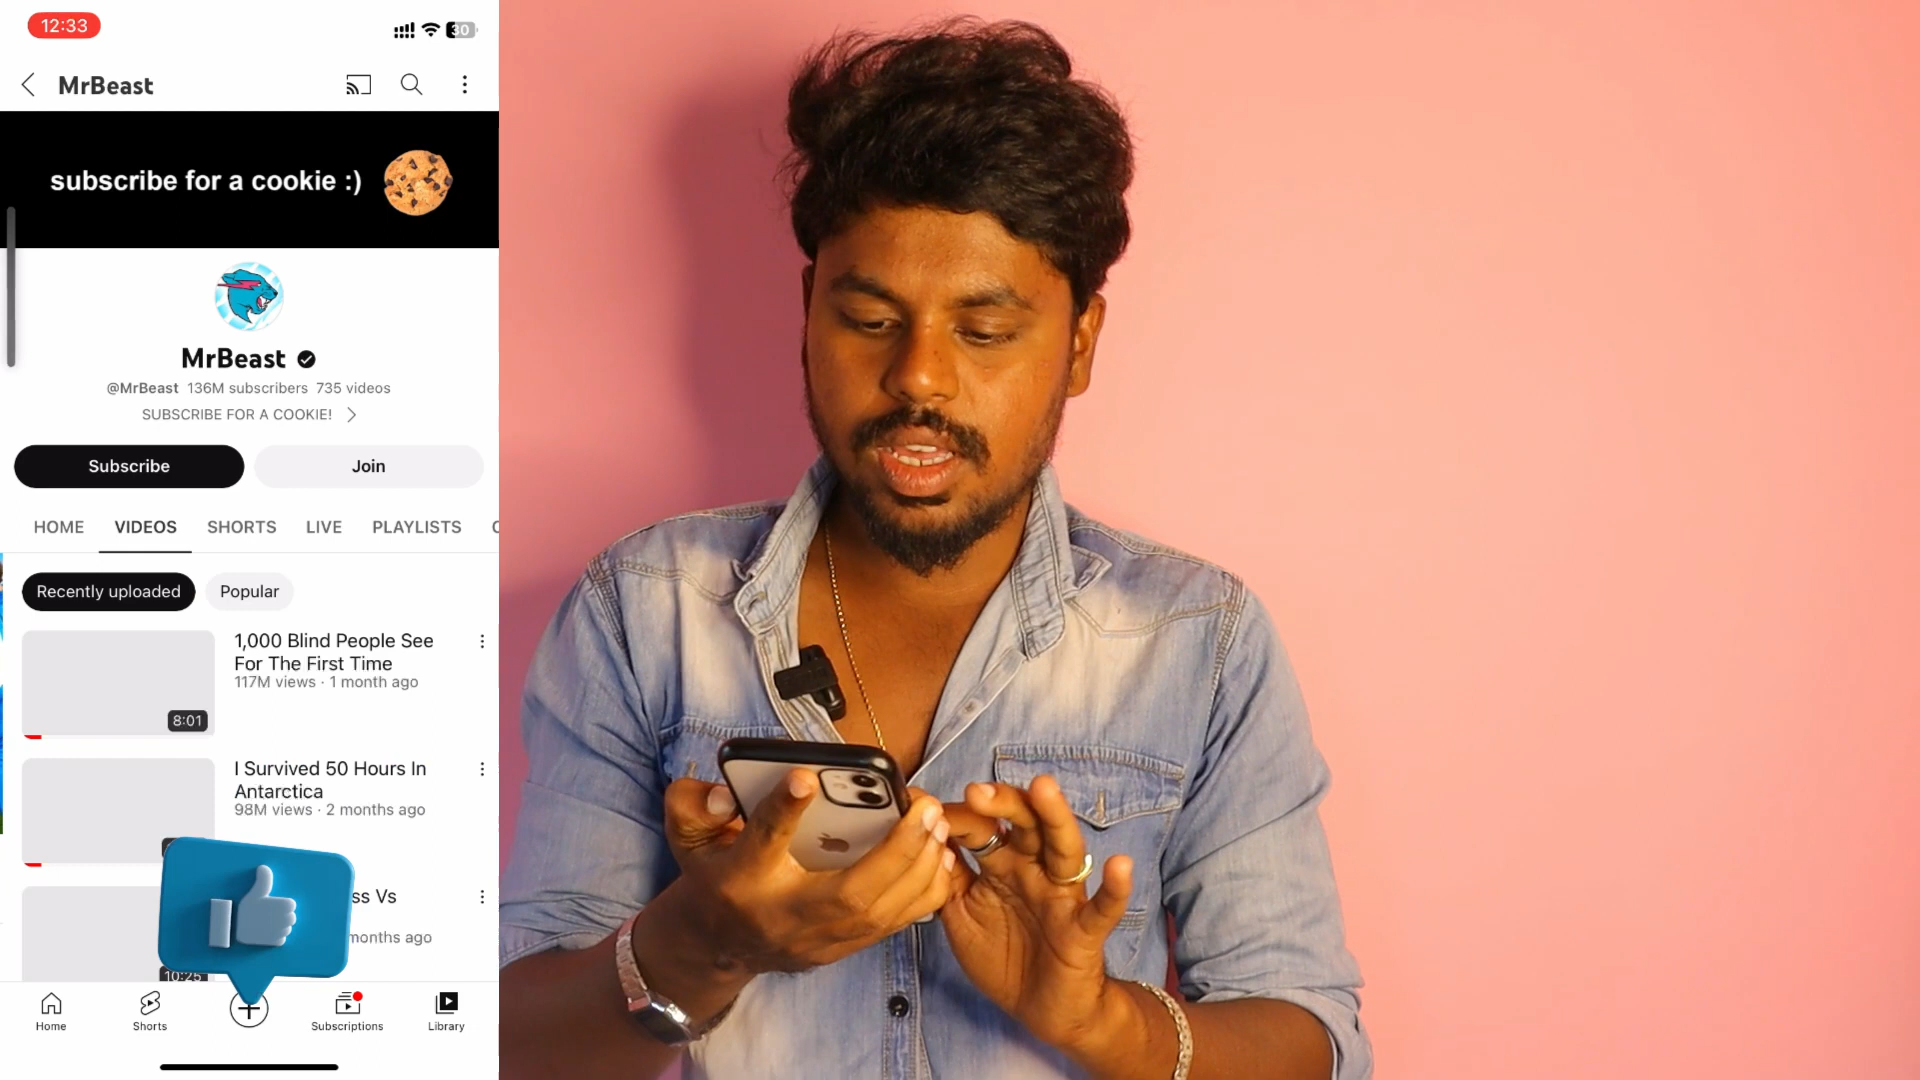 12:33
30
MrBeast
subscribe for a cookie :)
MrBeast
@MrBeast 136M subscribers 735 videos
SUBSCRIBE FOR A COOKIE!
Subscribe
Join
HOME VIDEOS SHORTS LIVE PLAYLISTS
Recently uploaded
Popular
1,000 Blind People See
For The First Time
117M views · 1 month ago
8:01
I Survived 50 Hours In
Antarctica
98M views · 2 months ago
Vs
months ago
10:25
Home
Shorts
Subscriptions
Library